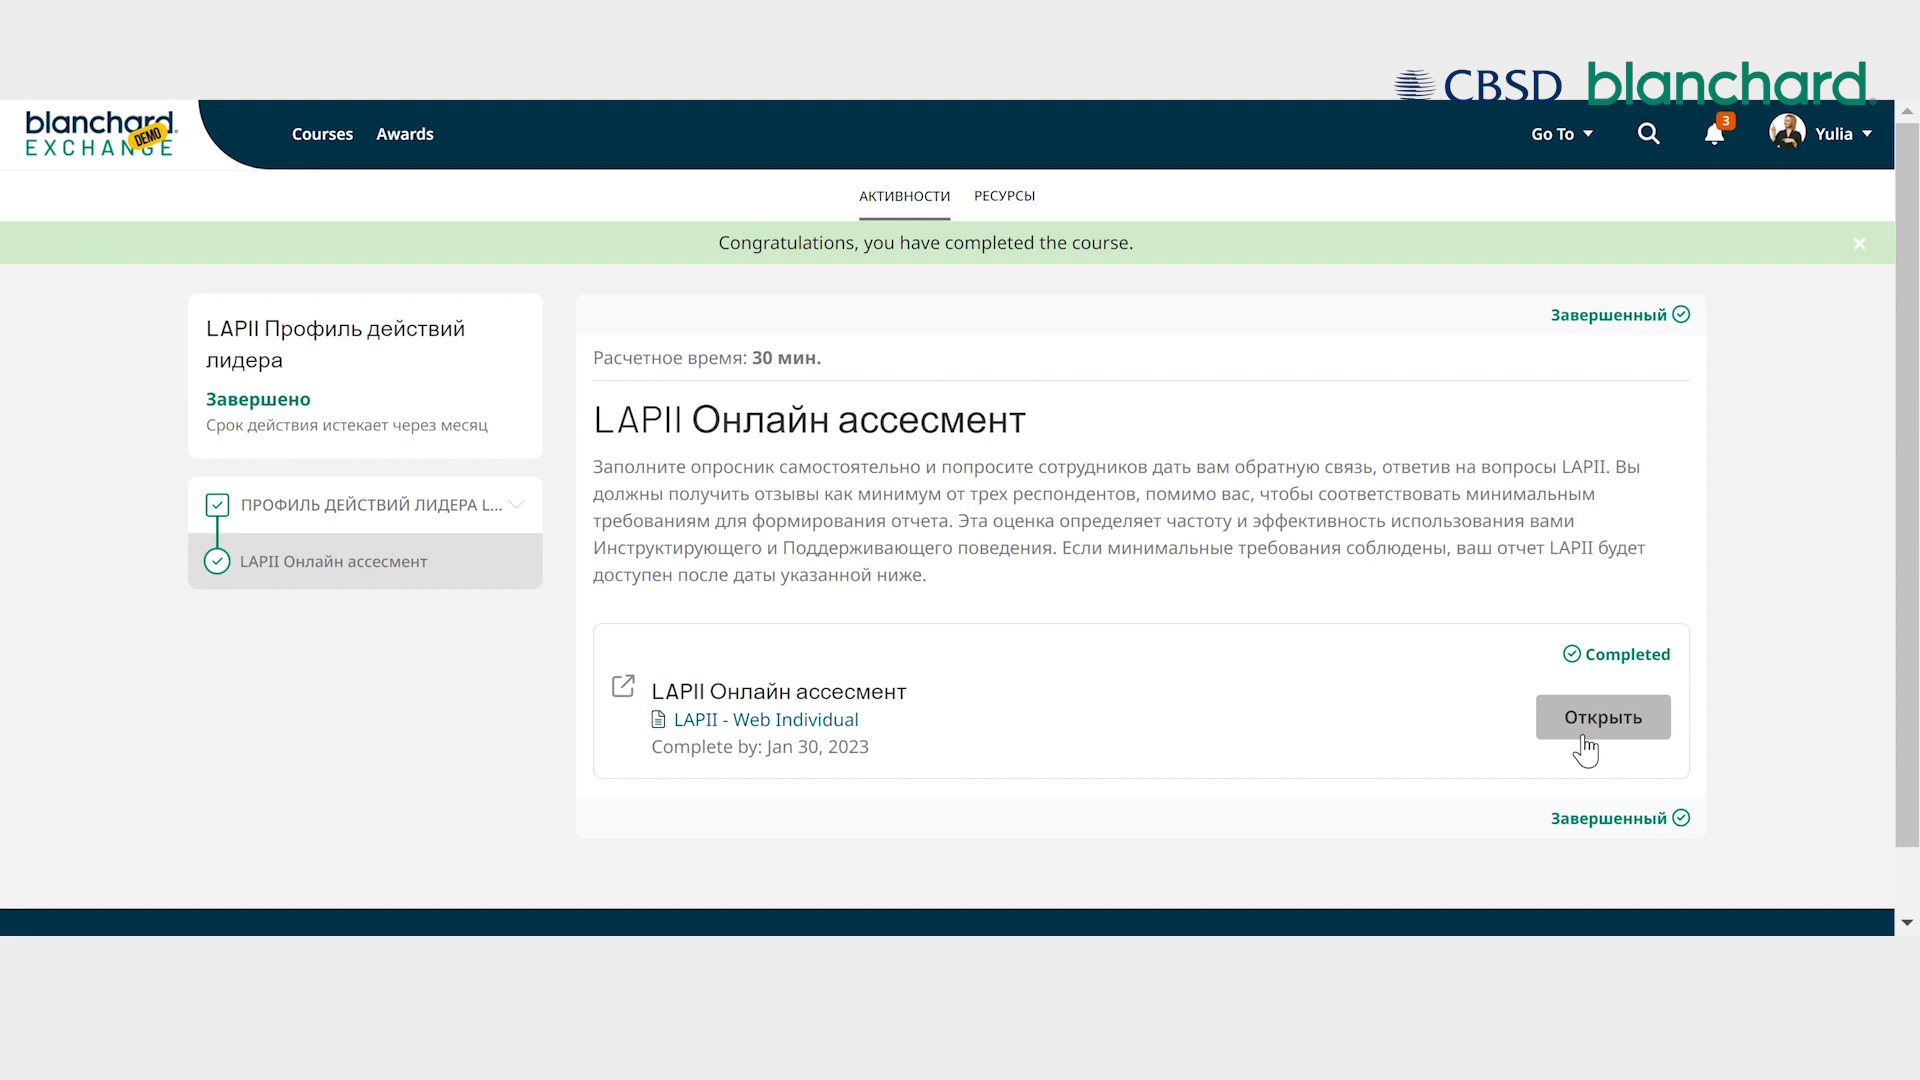 CBSD blanchard
blanchard
EXCHANGE
DEMO
Courses Awards
Go To
3
Yulia
АКТИВНОСТИ РЕСУРСЫ
Congratulations, you have completed the course.
LAPII Профиль действий
лидера
Завершено
Срок действия истекает через месяц
ПРОФИЛЬ ДЕЙСТВИЙ ЛИДЕРА L...
LAPII Онлайн ассесмент
Завершенный
Расчетное время: 30 мин.
LAPII Онлайн ассесмент
Заполните опросник самостоятельно и попросите сотрудников дать вам обратную связь, ответив на вопросы LAPII. Вы
должны получить отзывы как минимум от трех респондентов, помимо вас, чтобы соответствовать минимальным
требованиям для формирования отчета. Эта оценка определяет частоту и эффективность использования вами
Инструктирующего и Поддерживающего поведения. Если минимальные требования соблюдены, ваш отчет LAPII будет
доступен после даты указанной ниже.
Completed
LAPII Онлайн ассесмент
LAPII - Web Individual
Complete by: Jan 30, 2023
Открыть
Завершенный